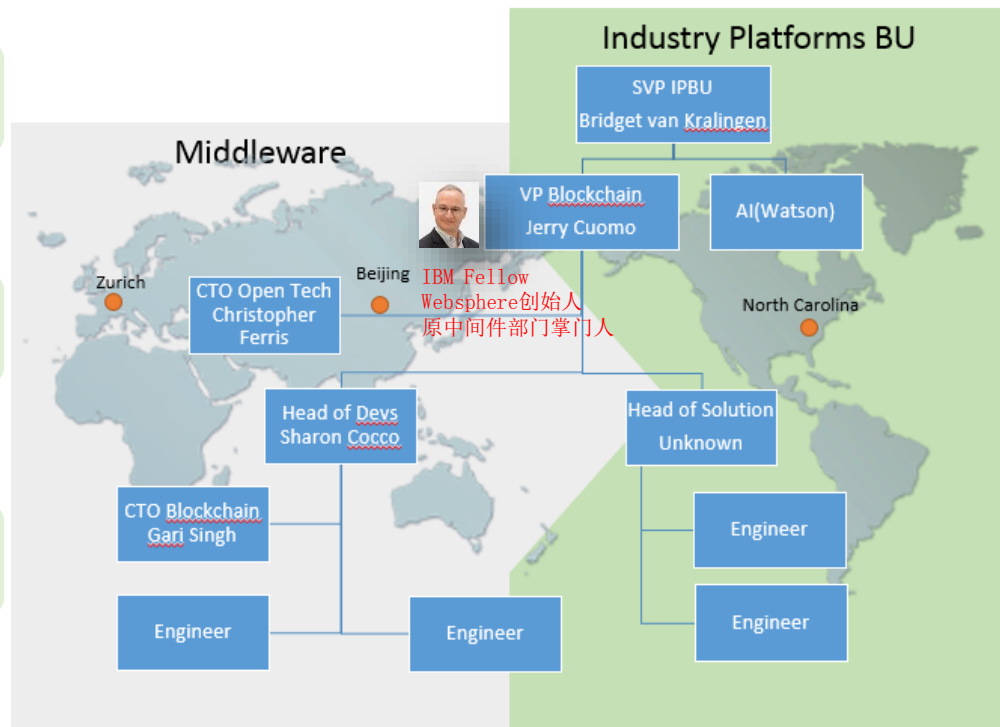 Industry Platforms BU
SVP IPBU
Bridget van Kralingen
Middleware
VP Blockchain
Jerry Cuomo
AI(Watson)
Zurich
Beijing
IBM Fellow
Websphere创始人
原中间件部门掌门人
CTO Open Tech
Christopher
Ferris
North Carolina
Head of Devs
Sharon Cocco
Head of Solution
Unknown
CTO Blockchain
Gari Singh
Engineer
Engineer
Engineer
Engineer